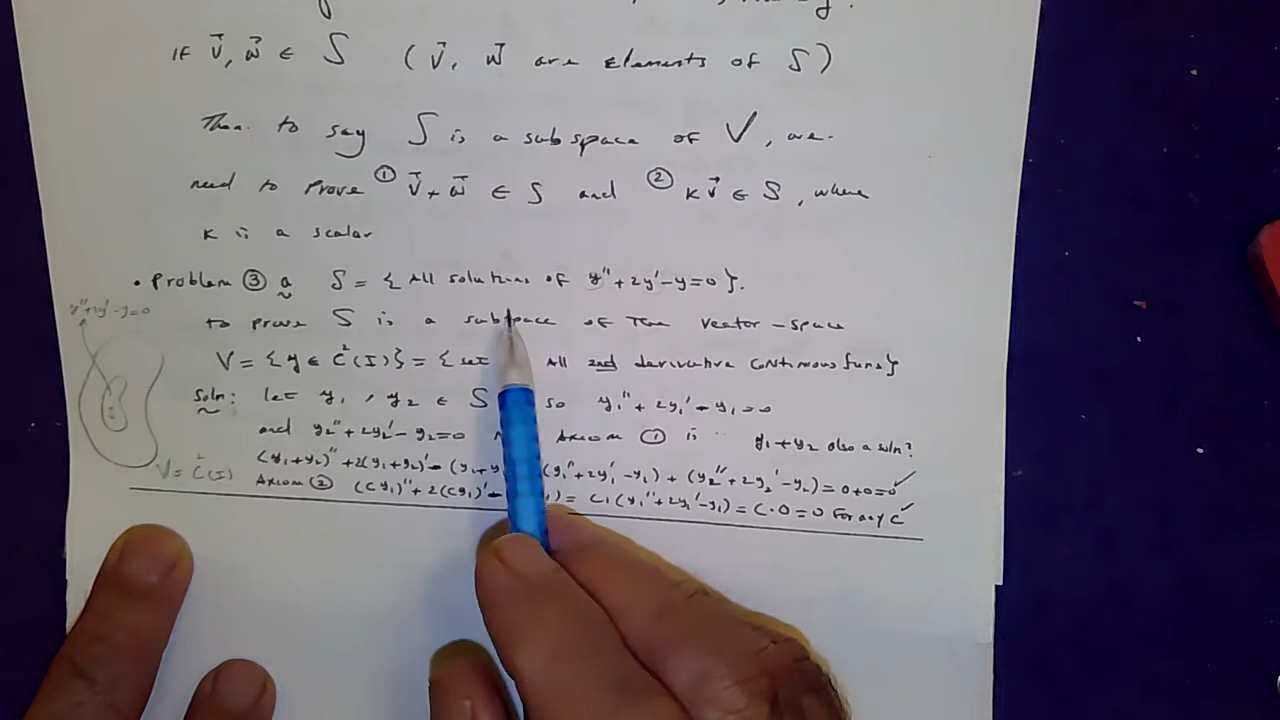 IF v⃗, w⃗ ∈ S (v⃗, w⃗ are elements of S)
Then to say S is a subspace of V, we
need to prove ① v⃗ + w⃗ ∈ S and ② Kv⃗ ∈ S, where
K is a scalar
• Problem ③ a S = { All solutions of y'' + 2y' - y = 0 }.
y'' + 2y' - y = 0
to prove S is a subspace of the vector-space
V = { y ∈ C²(I) } = { set All 2nd derivative continuous funs }
Soln: let y₁, y₂ ∈ S so y₁'' + 2y₁' - y₁ = 0
and y₂'' + 2y₂' - y₂ = 0 Axiom ① is y₁ + y₂ also a soln?
(y₁+y₂)'' + 2(y₁+y₂)' - (y₁+y (y₁'' + 2y₁' - y₁) + (y₂'' + 2y₂' - y₂) = 0+0=0 ✓
V = C²(I)
Axiom ② (cy₁)'' + 2(cy₁)' - ) = C₁(y₁'' + 2y₁' - y₁) = C·0 = 0 For any C ✓